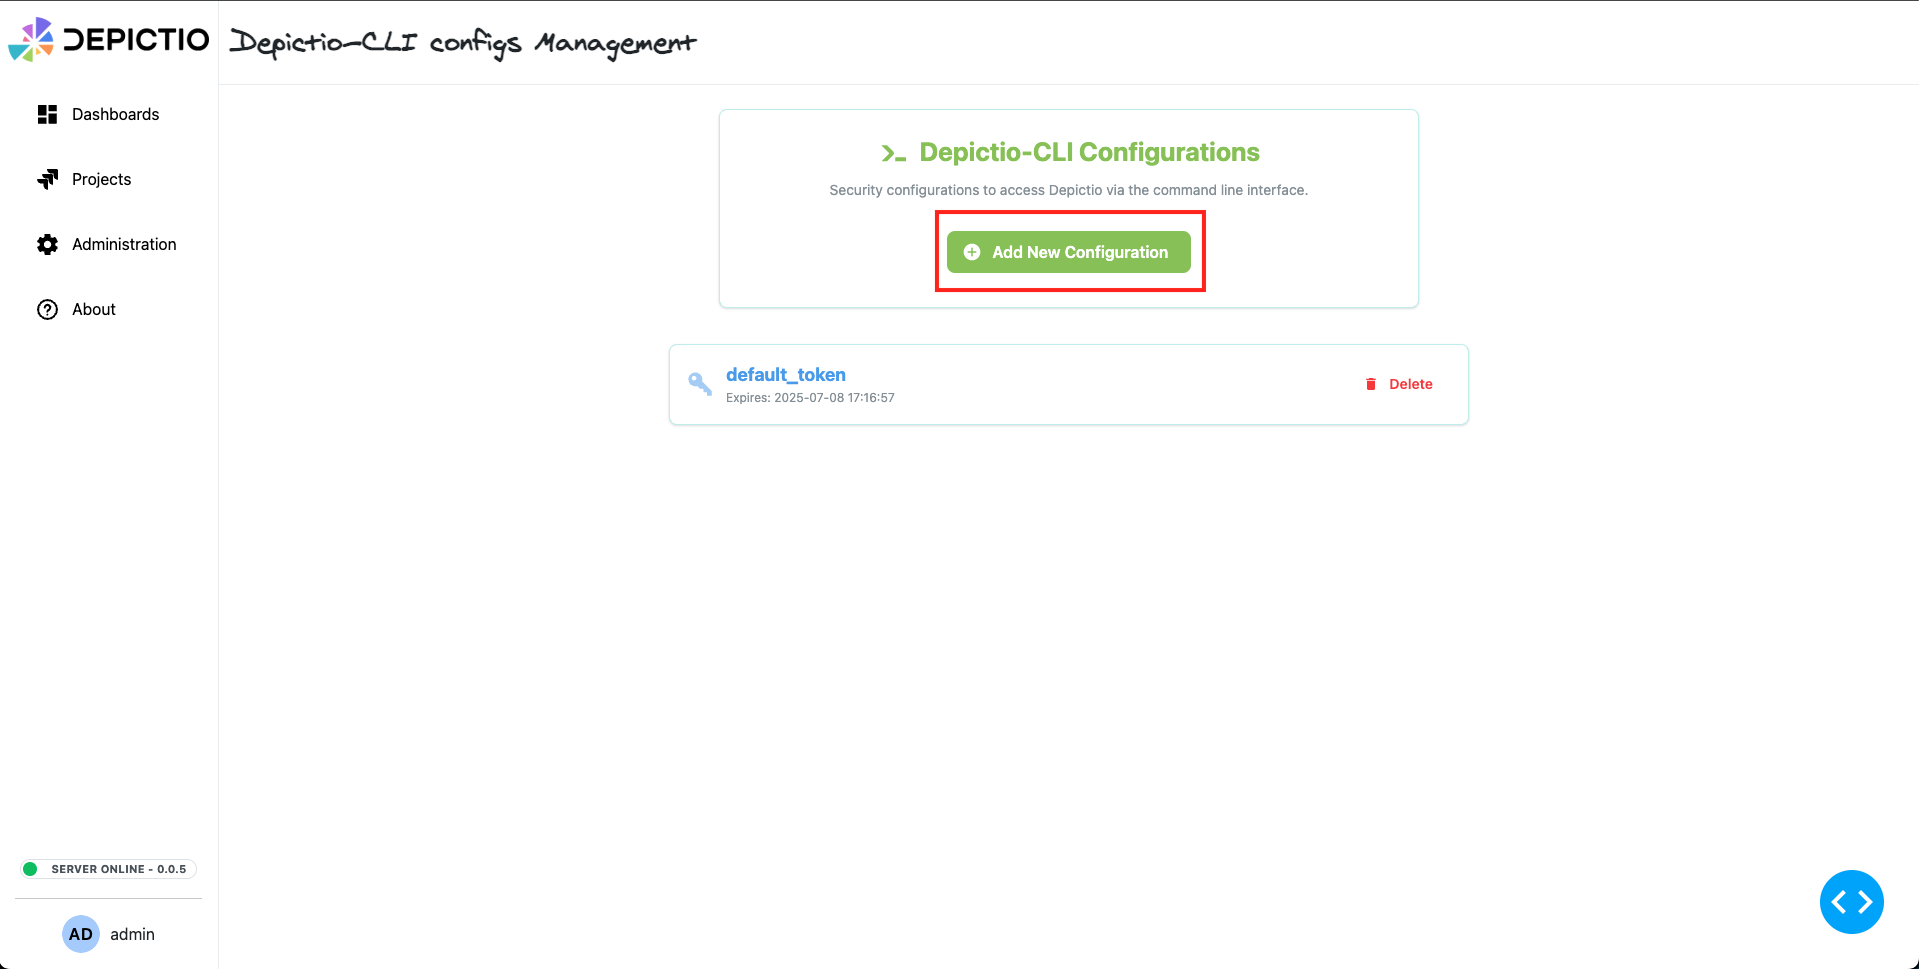 DEPICTIO
Depictio-CLI configs Management
Dashboards
Projects
Administration
About
Depictio-CLI Configurations
Security configurations to access Depictio via the command line interface.
Add New Configuration
default_token
Expires: 2025-07-08 17:16:57
Delete
SERVER ONLINE - 0.0.5
AD admin